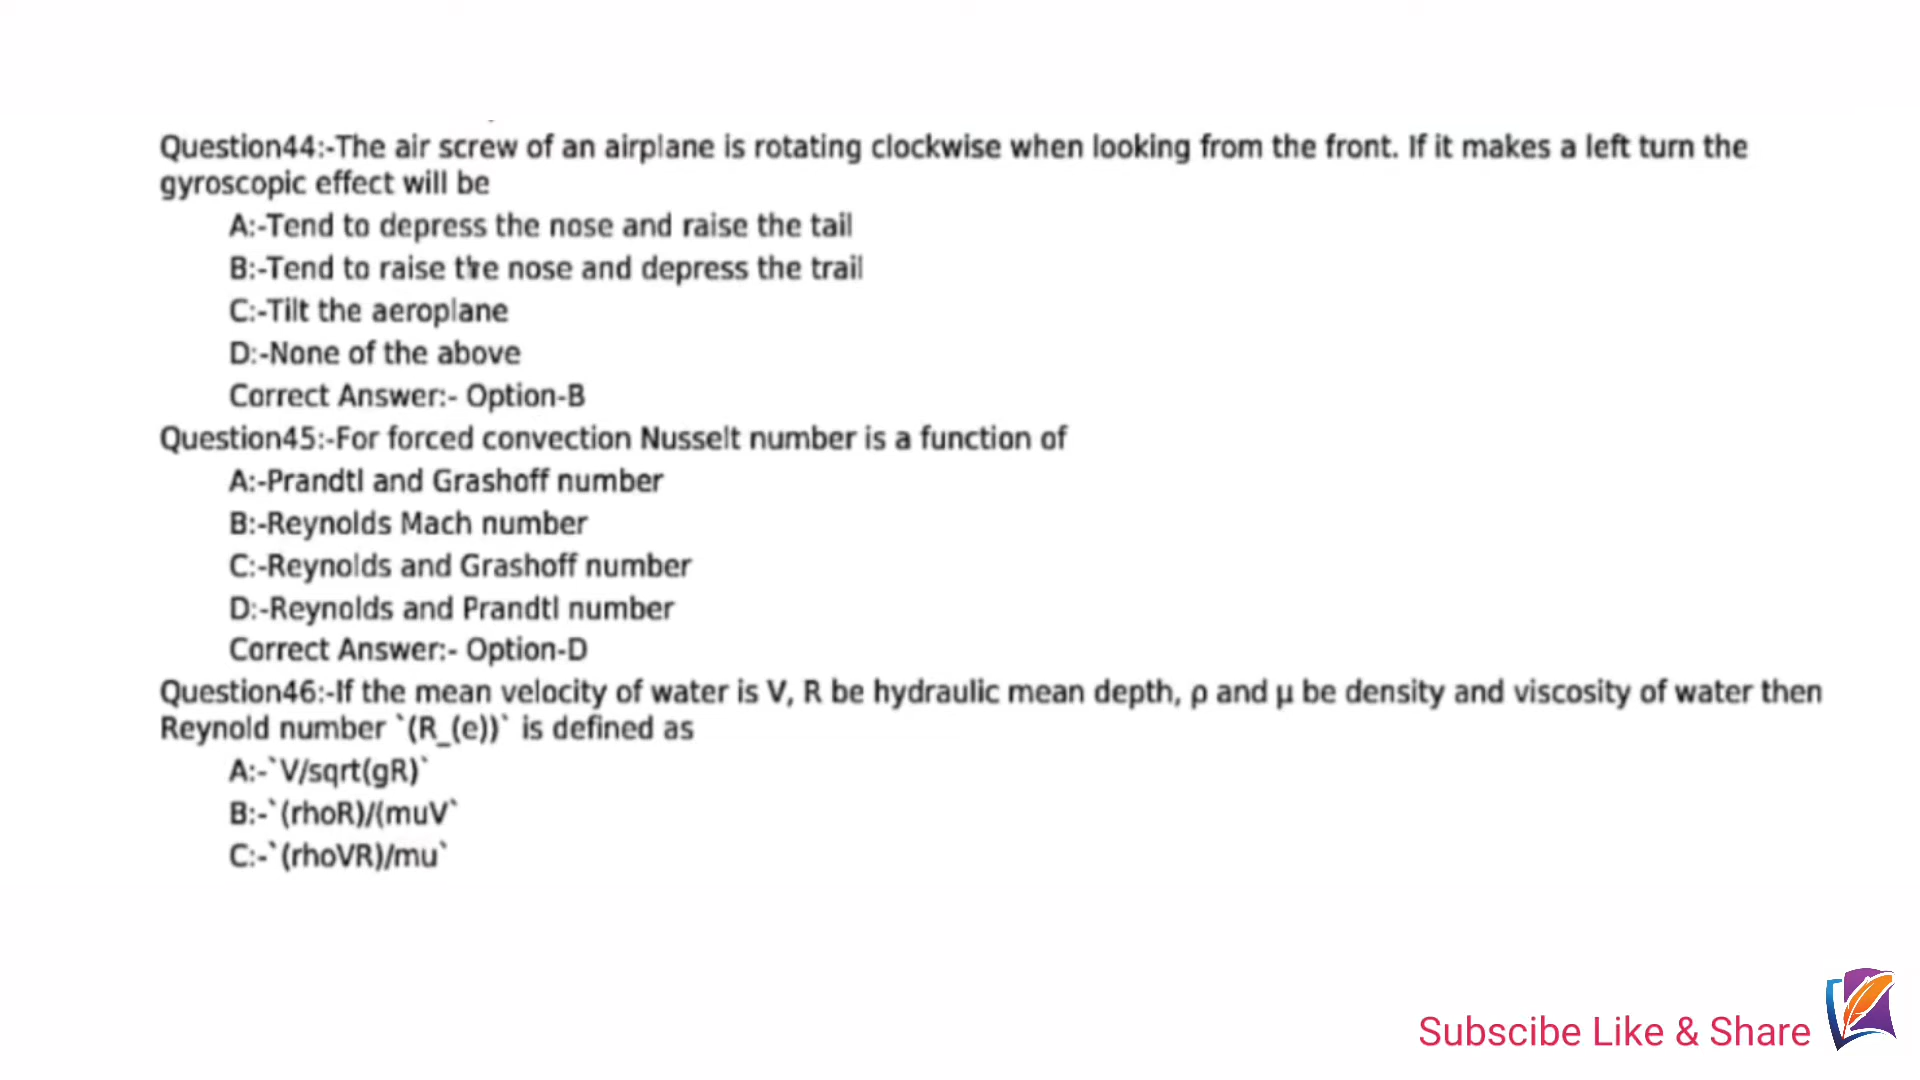 Question44:-The air screw of an airplane is rotating clockwise when looking from the front. If it makes a left turn the
gyroscopic effect will be
A:-Tend to depress the nose and raise the tail
B:-Tend to raise the nose and depress the trail
C:-Tilt the aeroplane
D:-None of the above
Correct Answer:- Option-B
Question45:-For forced convection Nusselt number is a function of
A:-Prandtl and Grashoff number
B:-Reynolds Mach number
C:-Reynolds and Grashoff number
D:-Reynolds and Prandtl number
Correct Answer:- Option-D
Question46:-If the mean velocity of water is V, R be hydraulic mean depth, ρ and μ be density and viscosity of water then
Reynold number `(R_(e))` is defined as
A:-`V/sqrt(gR)`
B:-`(rhoR)/(muV`
C:-`(rhoVR)/mu`
Subscibe Like & Share